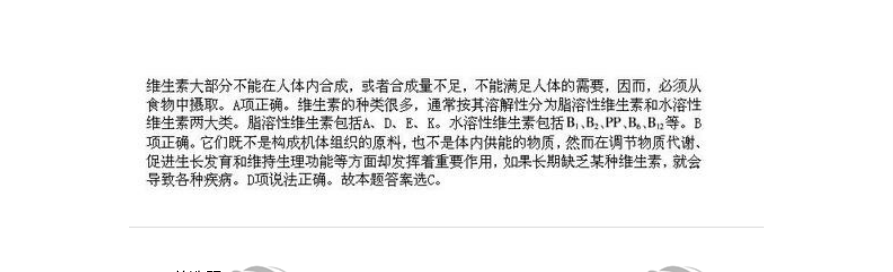 维生素大部分不能在人体内合成，或者合成量不足，不能满足人体的需要，因而，必须从
食物中摄取。A项正确。维生素的种类很多，通常按其溶解性分为脂溶性维生素和水溶性
维生素两大类。脂溶性维生素包括A、D、E、K。水溶性维生素包括B₁、B₂、PP、B₆、B₁₂等。B
项正确。它们既不是构成机体组织的原料，也不是体内供能的物质，然而在调节物质代谢、
促进生长发育和维持生理功能等方面却发挥着重要作用，如果长期缺乏某种维生素，就会
导致各种疾病。D项说法正确。故本题答案选C。